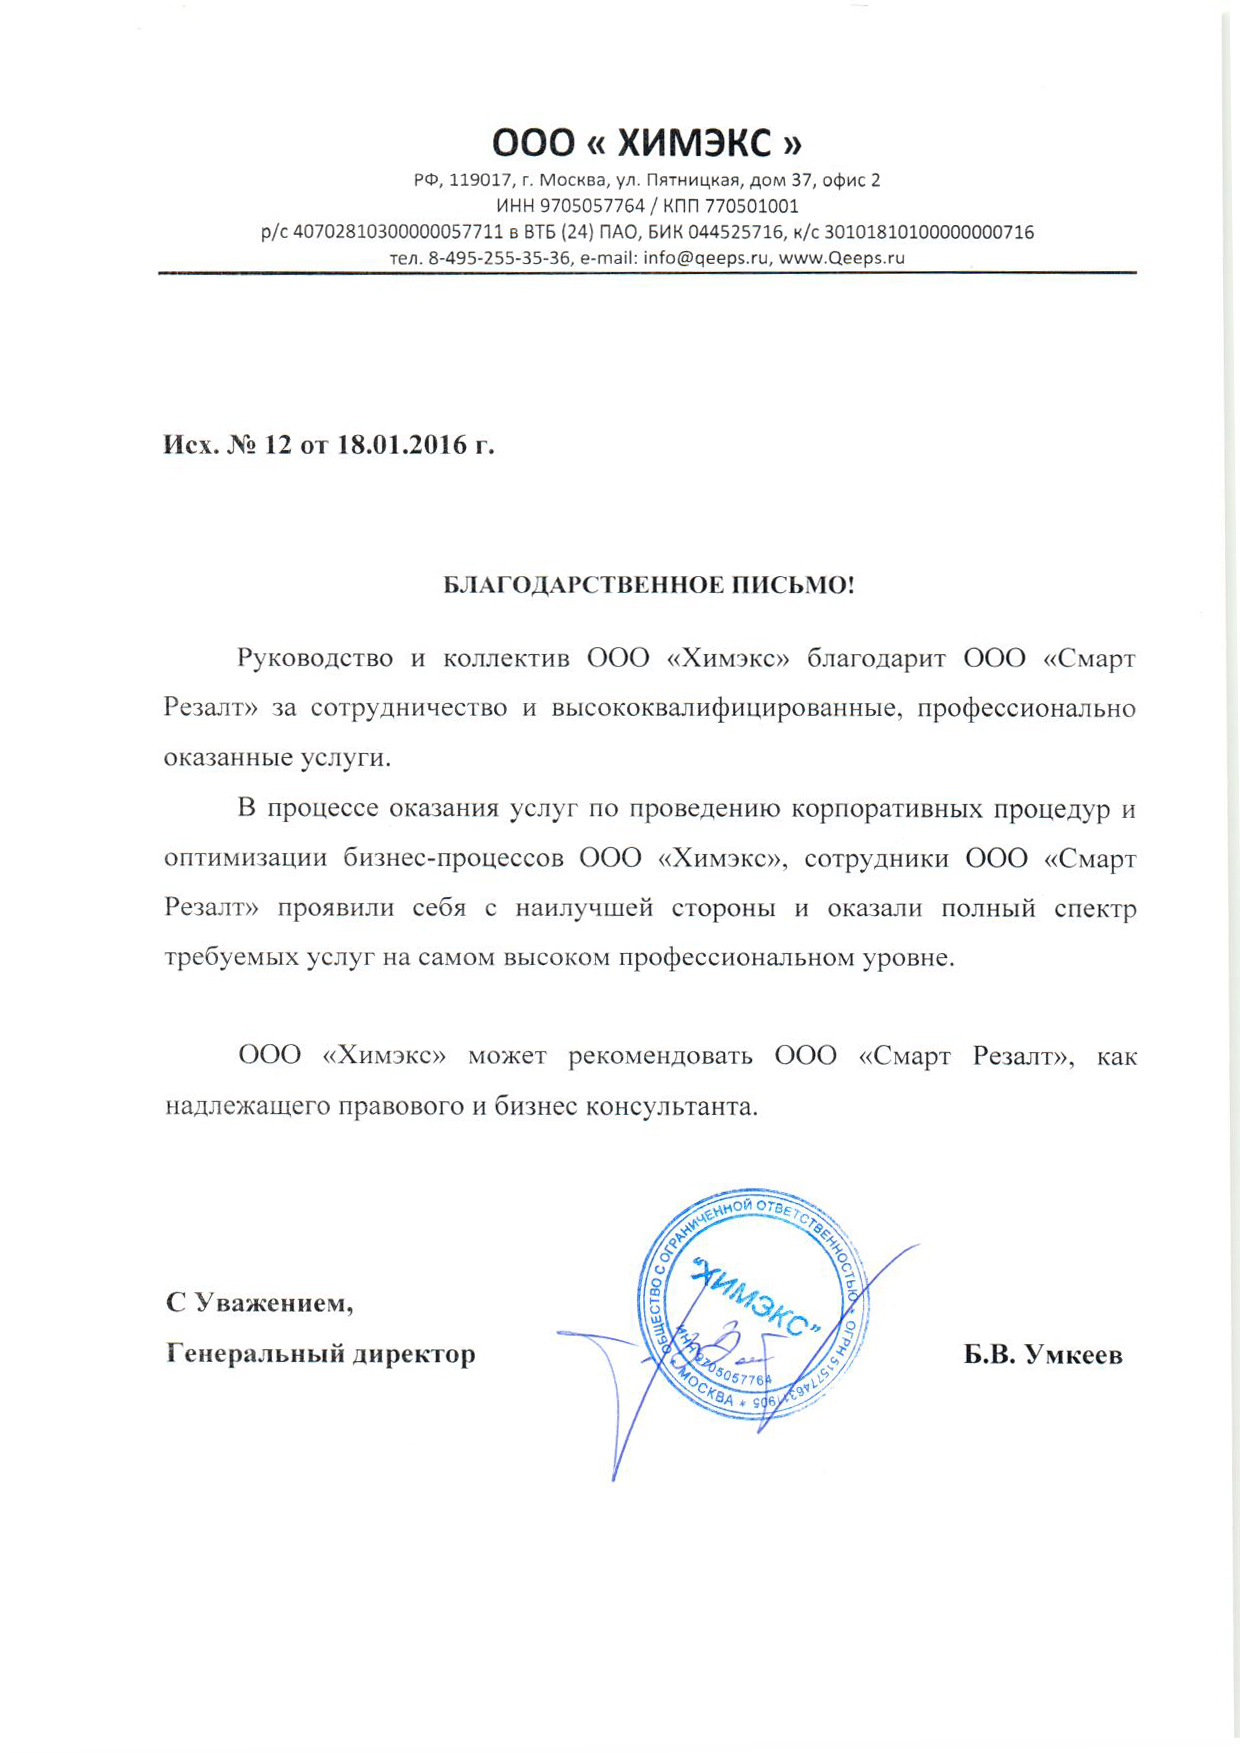 ООО « ХИМЭКС »
РФ, 119017, г. Москва, ул. Пятницкая, дом 37, офис 2
ИНН 9705057764 / КПП 770501001
р/с 40702810300000057711 в ВТБ (24) ПАО, БИК 044525716, к/с 30101810100000000716
тел. 8-495-255-35-36, e-mail: info@qeeps.ru, www.Qeeps.ru
Исх. № 12 от 18.01.2016 г.
БЛАГОДАРСТВЕННОЕ ПИСЬМО!
Руководство и коллектив ООО «Химэкс» благодарит ООО «Смарт
Резалт» за сотрудничество и высококвалифицированные, профессионально
оказанные услуги.
В процессе оказания услуг по проведению корпоративных процедур и
оптимизации бизнес-процессов ООО «Химэкс», сотрудники ООО «Смарт
Резалт» проявили себя с наилучшей стороны и оказали полный спектр
требуемых услуг на самом высоком профессиональном уровне.
ООО «Химэкс» может рекомендовать ООО «Смарт Резалт», как
надлежащего правового и бизнес консультанта.
С Уважением,
Генеральный директор
Б.В. Умкеев
ОБЩЕСТВО С ОГРАНИЧЕННОЙ ОТВЕТСТВЕННОСТЬЮ * ОГРН 5157746311905 * МОСКВА *
"ХИМЭКС"
ИНН 9705057764